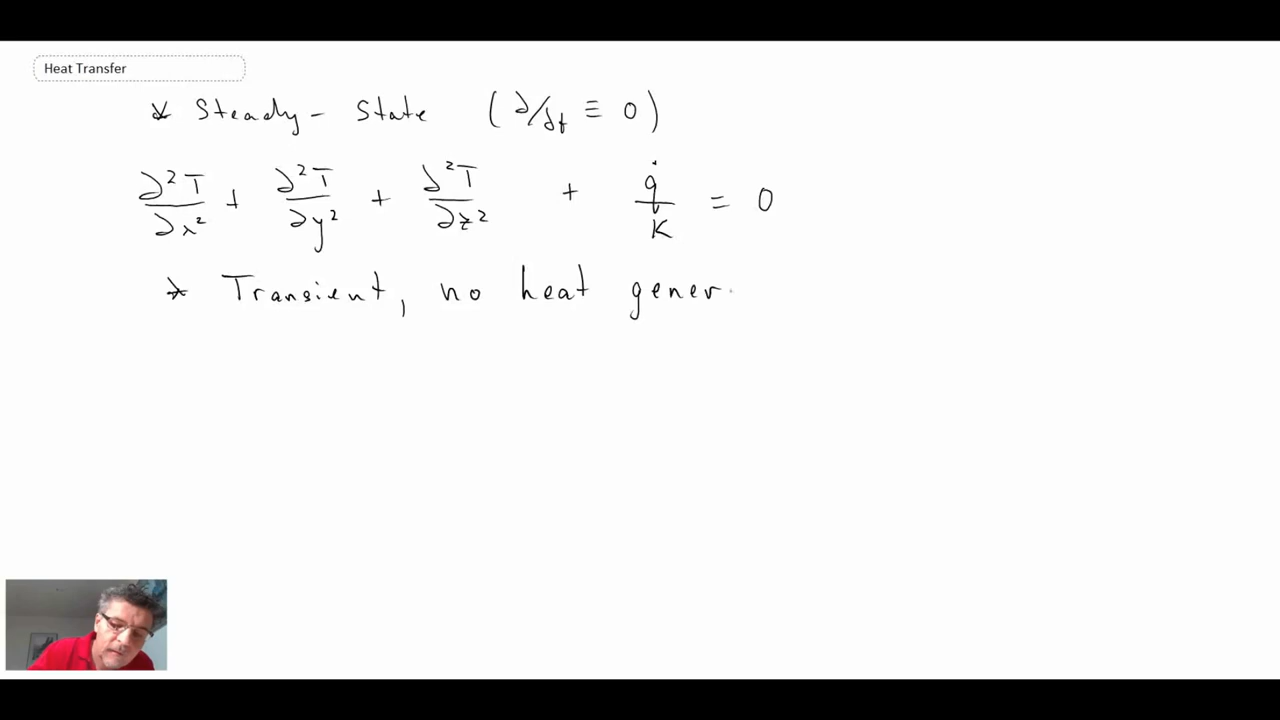 Heat Transfer
* Steady-State (∂/∂t ≡ 0)
∂²T/∂x² + ∂²T/∂y² + ∂²T/∂z² + q̇/K = 0
* Transient, no heat gener